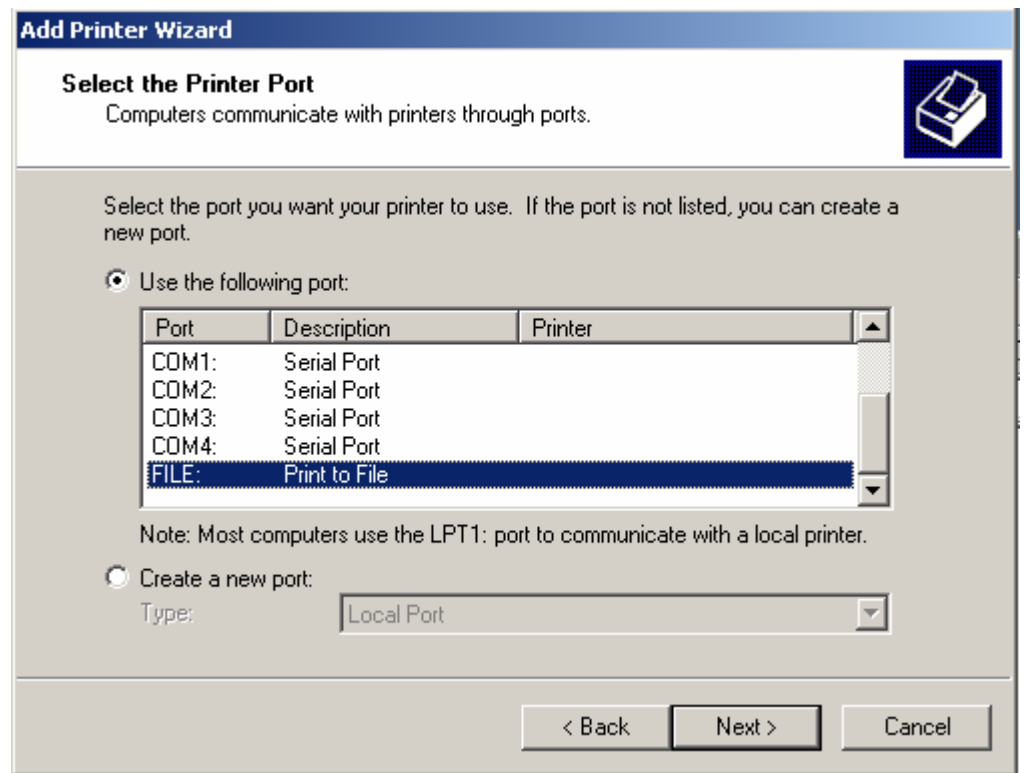 Add Printer Wizard
Select the Printer Port
Computers communicate with printers through ports.
Select the port you want your printer to use.  If the port is not listed, you can create a
new port.
Use the following port:
Port Description Printer
COM1: Serial Port
COM2: Serial Port
COM3: Serial Port
COM4: Serial Port
FILE: Print to File
Note: Most computers use the LPT1: port to communicate with a local printer.
Create a new port:
Type: Local Port
< Back Next > Cancel